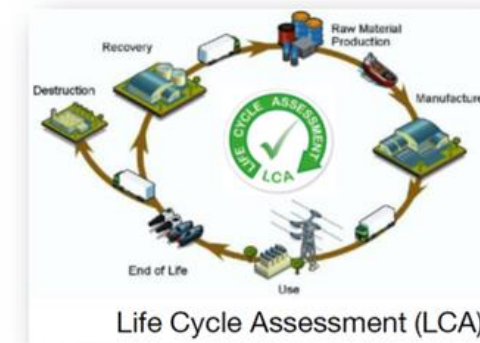 Raw Material
Production
Recovery
Destruction
Manufacture
LIFE CYCLE ASSESSMENT
LCA
End of Life
Use
Life Cycle Assessment (LCA)